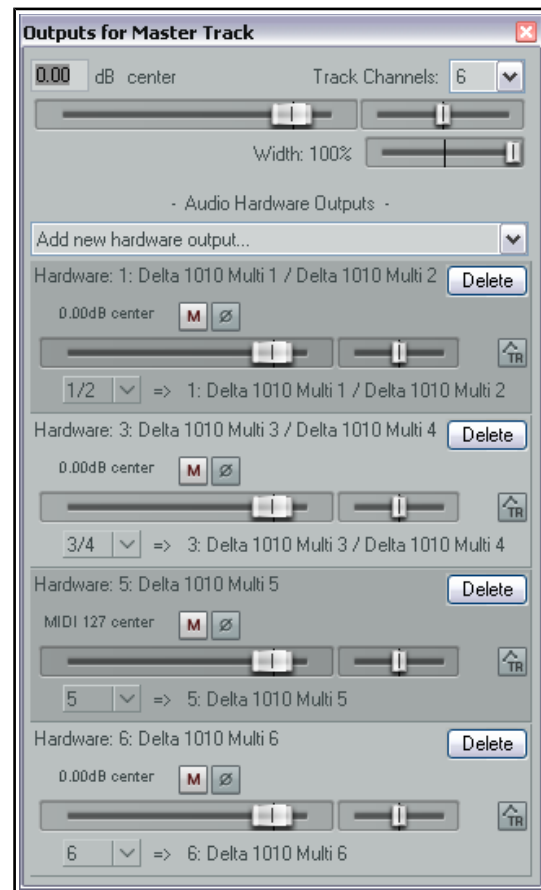 Outputs for Master Track
0.00 dB center Track Channels: 6
Width: 100%
- Audio Hardware Outputs -
Add new hardware output...
Hardware: 1: Delta 1010 Multi 1 / Delta 1010 Multi 2 Delete
0.00dB center M Ø
TR
1/2 => 1: Delta 1010 Multi 1 / Delta 1010 Multi 2
Hardware: 3: Delta 1010 Multi 3 / Delta 1010 Multi 4 Delete
0.00dB center M Ø
TR
3/4 => 3: Delta 1010 Multi 3 / Delta 1010 Multi 4
Hardware: 5: Delta 1010 Multi 5 Delete
MIDI 127 center M Ø
TR
5 => 5: Delta 1010 Multi 5
Hardware: 6: Delta 1010 Multi 6 Delete
0.00dB center M Ø
TR
6 => 6: Delta 1010 Multi 6